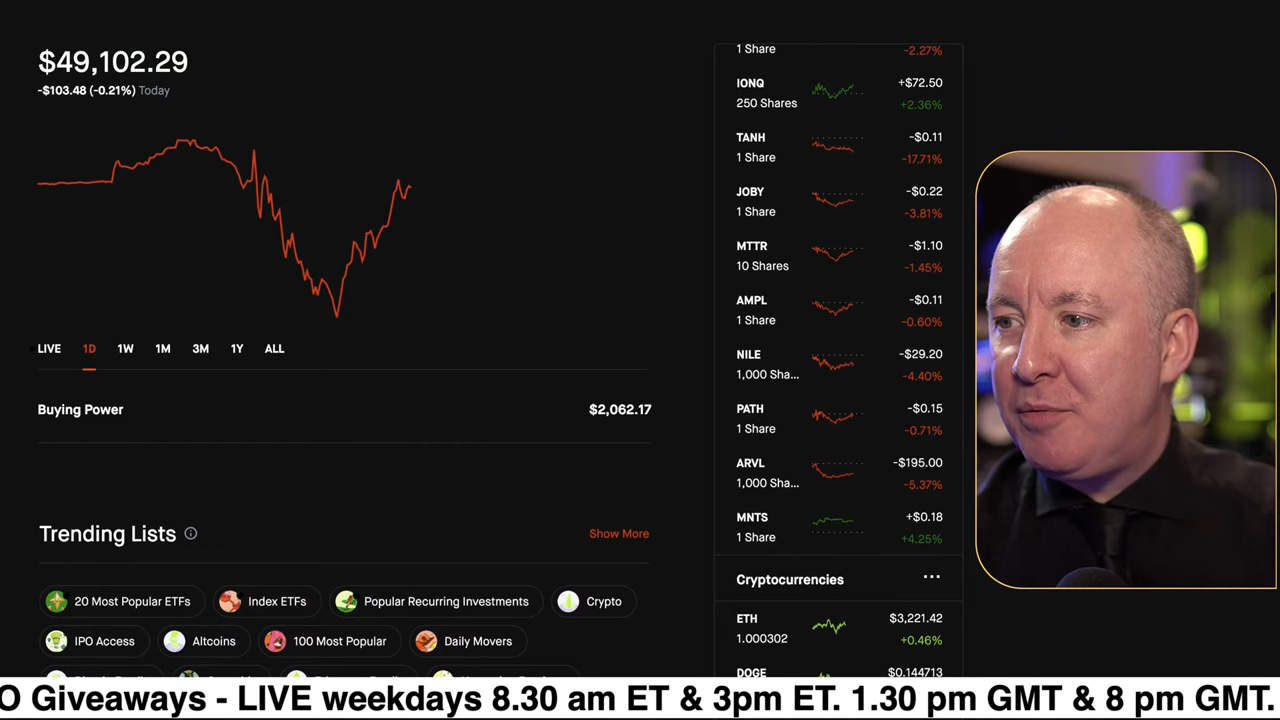 $49,102.29
-$103.48 (-0.21%) Today
LIVE 1D 1W 1M 3M 1Y ALL
Buying Power $2,062.17
Trending Lists Show More
20 Most Popular ETFs Index ETFs Popular Recurring Investments Crypto
IPO Access Altcoins 100 Most Popular Daily Movers
1 Share -2.27%
IONQ +$72.50
250 Shares +2.36%
TANH -$0.11
1 Share -17.71%
JOBY -$0.22
1 Share -3.81%
MTTR -$1.10
10 Shares -1.45%
AMPL -$0.11
1 Share -0.60%
NILE -$29.20
1,000 Sha... -4.40%
PATH -$0.15
1 Share -0.71%
ARVL -$195.00
1,000 Sha... -5.37%
MNTS +$0.18
1 Share +4.25%
Cryptocurrencies ...
ETH $3,221.42
1.000302 +0.46%
DOGE $0.144713
O Giveaways - LIVE weekdays 8.30 am ET & 3pm ET. 1.30 pm GMT & 8 pm GMT.